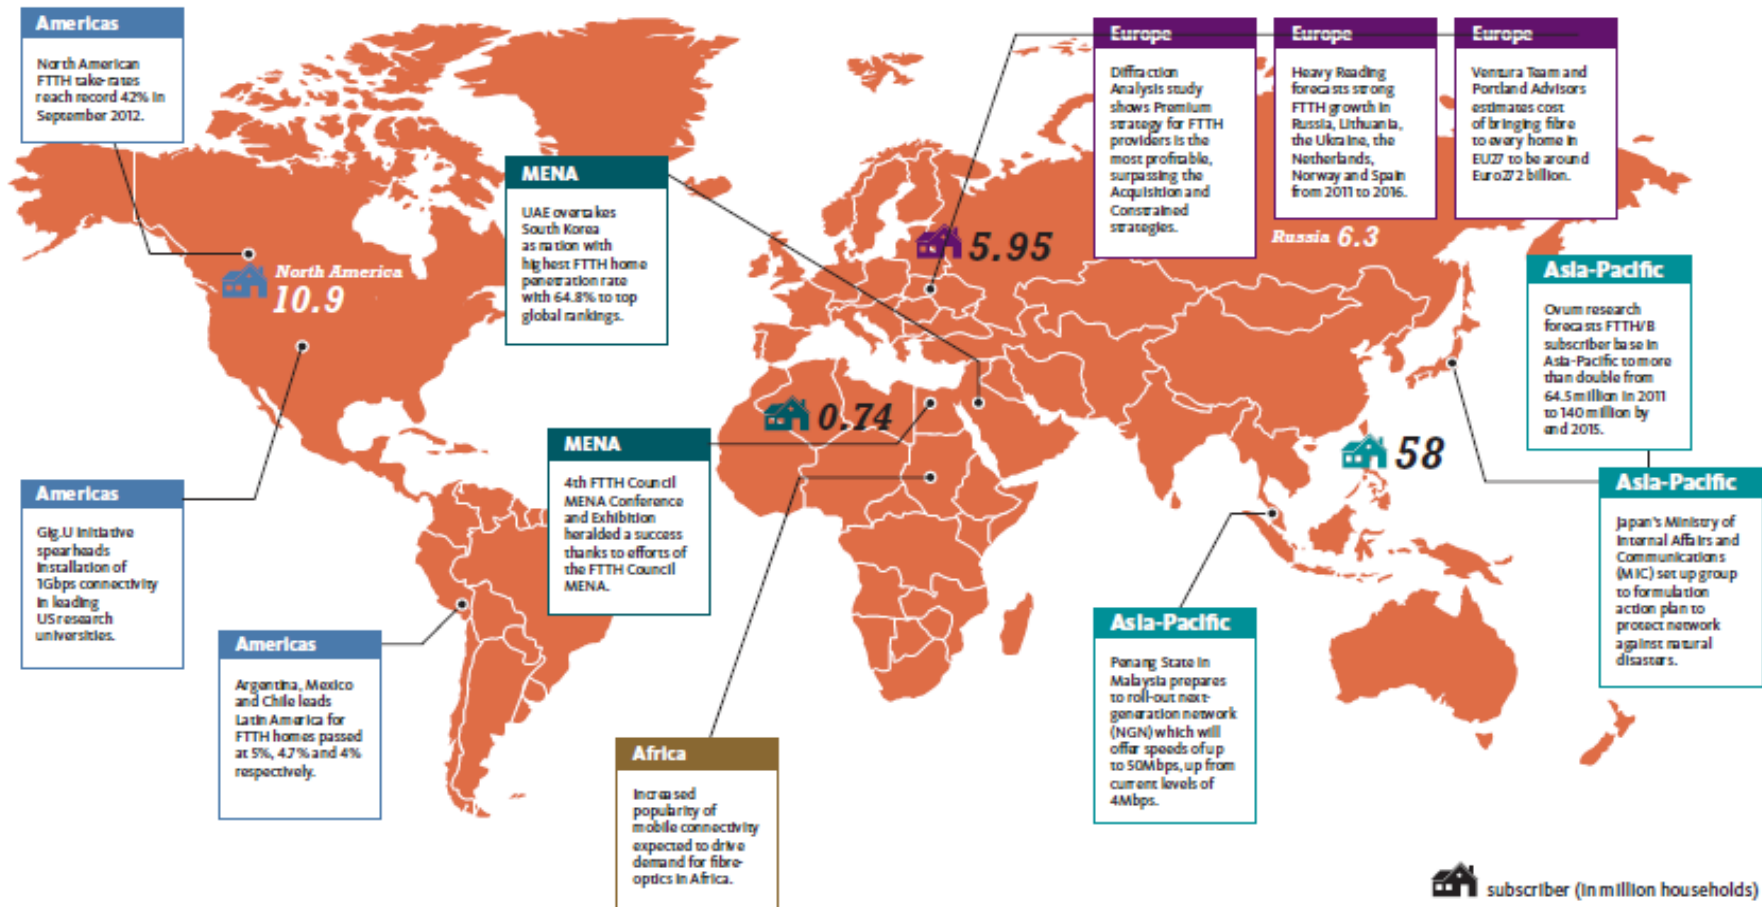 Americas
North American
FTTH take-rates
reach record 42% in
September 2012.
Europe
Diffraction
Analysis study
shows Premium
strategy for FTTH
providers is the
most profitable,
surpassing the
Acquisition and
Constrained
strategies.
Europe
Heavy Reading
forecasts strong
FTTH growth in
Russia, Lithuania,
the Ukraine, the
Netherlands,
Norway and Spain
from 2011 to 2016.
Europe
Ventura Team and
Portland Advisors
estimates cost
of bringing fibre
to every home in
EU27 to be around
Euro272 billion.
MENA
UAE overtakes
South Korea
as nation with
highest FTTH home
penetration rate
with 64.8% to top
global rankings.
5.95
Russia 6.3
North America
10.9
Asia-Pacific
Ovum research
forecasts FTTH/B
subscriber base in
Asia-Pacific to more
than double from
64.5 million in 2011
to 140 million by
end 2015.
0.74
58
MENA
4th FTTH Council
MENA Conference
and Exhibition
heralded a success
thanks to efforts of
the FTTH Council
MENA.
Americas
Gig.U initiative
spearheads
installation of
1Gbps connectivity
in leading
US research
universities.
Asia-Pacific
Japan's Ministry of
Internal Affairs and
Communications
(MIC) set up group
to formulation
action plan to
protect network
against natural
disasters.
Americas
Argentina, Mexico
and Chile leads
Latin America for
FTTH homes passed
at 5%, 4.7% and 4%
respectively.
Asia-Pacific
Penang State in
Malaysia prepares
to roll-out next-
generation network
(NGN) which will
offer speeds of up
to 50Mbps, up from
current levels of
4Mbps.
Africa
Increased
popularity of
mobile connectivity
expected to drive
demand for fibre-
optics in Africa.
subscriber (in million households)